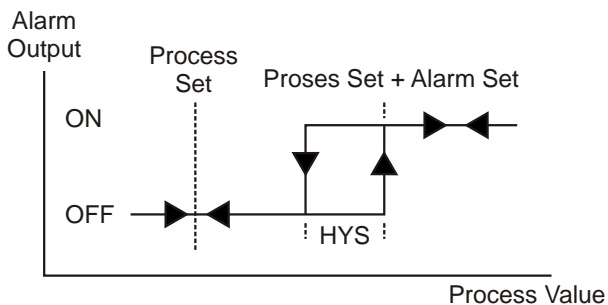 Alarm
Output
Process
Set
Proses Set + Alarm Set
ON
OFF
HYS
Process Value